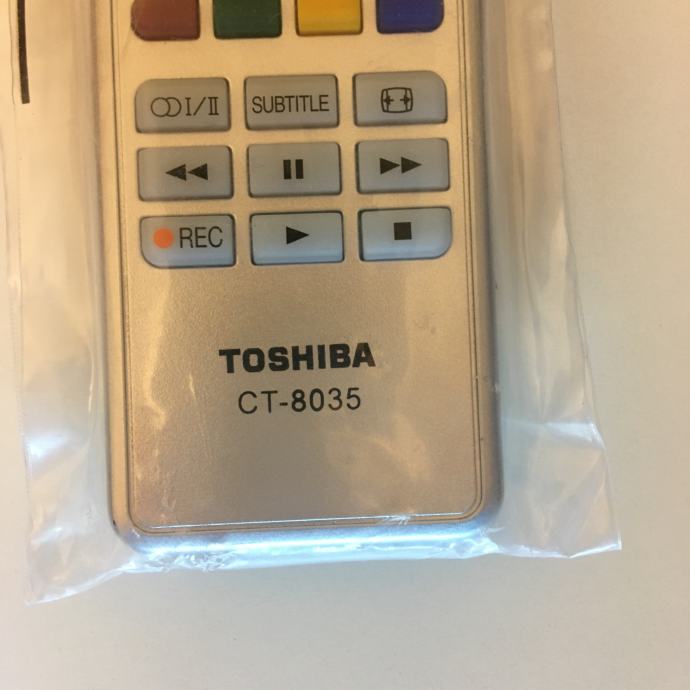 I/II SUBTITLE
REC
TOSHIBA
CT-8035